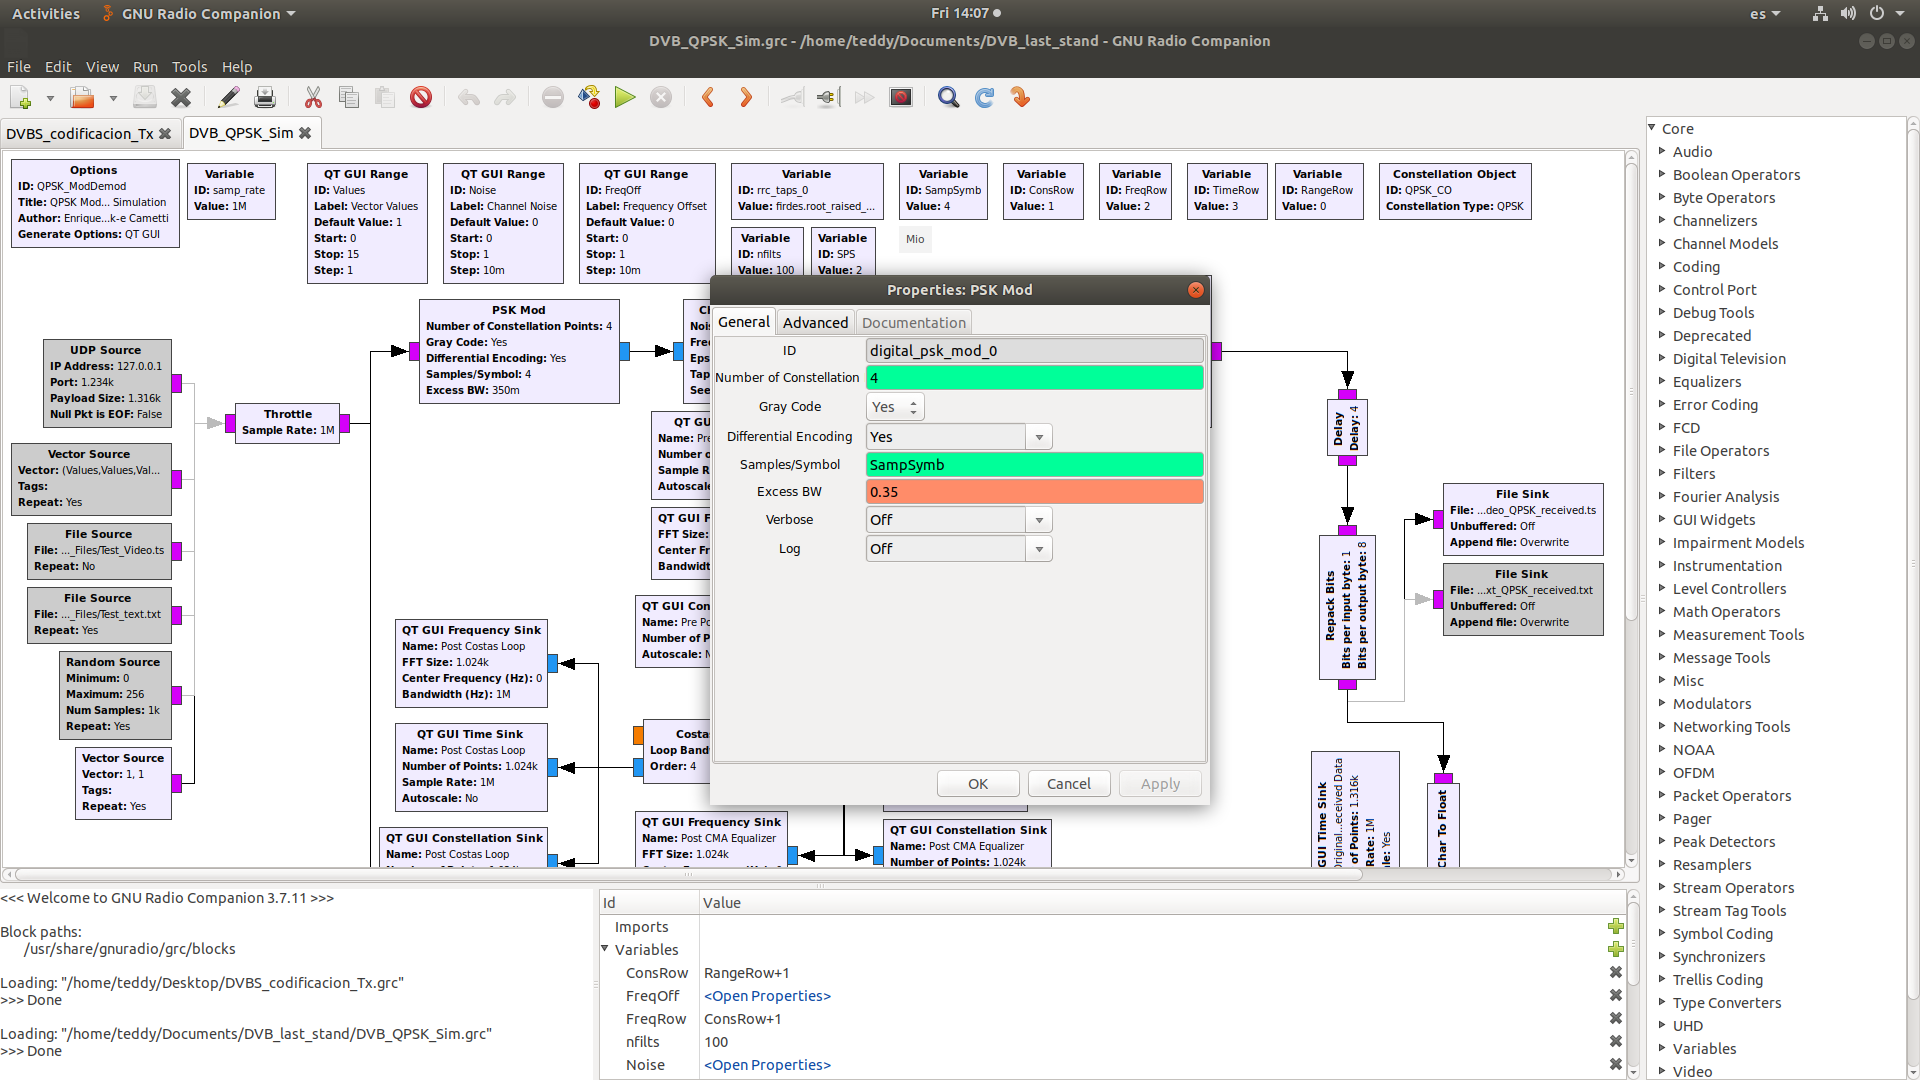 Activities
GNU Radio Companion
Fri 14:07
es
DVB_QPSK_Sim.grc - /home/teddy/Documents/DVB_last_stand - GNU Radio Companion
File Edit View Run Tools Help
DVBS_codificacion_Tx
DVB_QPSK_Sim
Options
ID: QPSK_ModDemod
Title: QPSK Mod... Simulation
Author: Enrique...k-e Cametti
Generate Options: QT GUI
Variable
ID: samp_rate
Value: 1M
QT GUI Range
ID: Values
Label: Vector Values
Default Value: 1
Start: 0
Stop: 15
Step: 1
QT GUI Range
ID: Noise
Label: Channel Noise
Default Value: 0
Start: 0
Stop: 1
Step: 10m
QT GUI Range
ID: FreqOff
Label: Frequency Offset
Default Value: 0
Start: 0
Stop: 1
Step: 10m
Variable
ID: rrc_taps_0
Value: firdes.root_raised_...
Variable
ID: SampSymb
Value: 4
Variable
ID: ConsRow
Value: 1
Variable
ID: FreqRow
Value: 2
Variable
ID: TimeRow
Value: 3
Variable
ID: RangeRow
Value: 0
Constellation Object
ID: QPSK_CO
Constellation Type: QPSK
Variable
ID: nfilts
Value: 100
Variable
ID: SPS
Value: 2
Mio
PSK Mod
Number of Constellation Points: 4
Gray Code: Yes
Differential Encoding: Yes
Samples/Symbol: 4
Excess BW: 350m
UDP Source
IP Address: 127.0.0.1
Port: 1.234k
Payload Size: 1.316k
Null Pkt is EOF: False
Throttle
Sample Rate: 1M
Vector Source
Vector: (Values,Values,Val...
Tags:
Repeat: Yes
File Source
File: ..._Files/Test_Video.ts
Repeat: No
File Source
File: ..._Files/Test_text.txt
Repeat: Yes
Random Source
Minimum: 0
Maximum: 256
Num Samples: 1k
Repeat: Yes
Vector Source
Vector: 1, 1
Tags:
Repeat: Yes
QT GUI Frequency Sink
Name: Post Costas Loop
FFT Size: 1.024k
Center Frequency (Hz): 0
Bandwidth (Hz): 1M
QT GUI Time Sink
Name: Post Costas Loop
Number of Points: 1.024k
Sample Rate: 1M
Autoscale: No
QT GUI Constellation Sink
Name: Post Costas Loop
Costas
Loop Band
Order: 4
QT GUI Frequency Sink
Name: Post CMA Equalizer
FFT Size: 1.024k
QT GUI Constellation Sink
Name: Post CMA Equalizer
Number of Points: 1.024k
Properties: PSK Mod
General Advanced Documentation
ID digital_psk_mod_0
Number of Constellation 4
Gray Code Yes
Differential Encoding Yes
Samples/Symbol SampSymb
Excess BW 0.35
Verbose Off
Log Off
OK Cancel Apply
Delay
Delay: 4
Repack Bits
Bits per input byte: 1
Bits per output byte: 8
File Sink
File: ...deo_QPSK_received.ts
Unbuffered: Off
Append file: Overwrite
File Sink
File: ...xt_QPSK_received.txt
Unbuffered: Off
Append file: Overwrite
GUI Time Sink
Original...eceived Data
of Points: 1.316k
Rate: 1M
le: Yes
Char To Float
Core
Audio
Boolean Operators
Byte Operators
Channelizers
Channel Models
Coding
Control Port
Debug Tools
Deprecated
Digital Television
Equalizers
Error Coding
FCD
File Operators
Filters
Fourier Analysis
GUI Widgets
Impairment Models
Instrumentation
Level Controllers
Math Operators
Measurement Tools
Message Tools
Misc
Modulators
Networking Tools
NOAA
OFDM
Packet Operators
Pager
Peak Detectors
Resamplers
Stream Operators
Stream Tag Tools
Symbol Coding
Synchronizers
Trellis Coding
Type Converters
UHD
Variables
Video
<<< Welcome to GNU Radio Companion 3.7.11 >>>
Block paths:
/usr/share/gnuradio/grc/blocks
Loading: "/home/teddy/Desktop/DVBS_codificacion_Tx.grc"
>>> Done
Loading: "/home/teddy/Documents/DVB_last_stand/DVB_QPSK_Sim.grc"
>>> Done
Id Value
Imports
Variables
ConsRow RangeRow+1
FreqOff <Open Properties>
FreqRow ConsRow+1
nfilts 100
Noise <Open Properties>